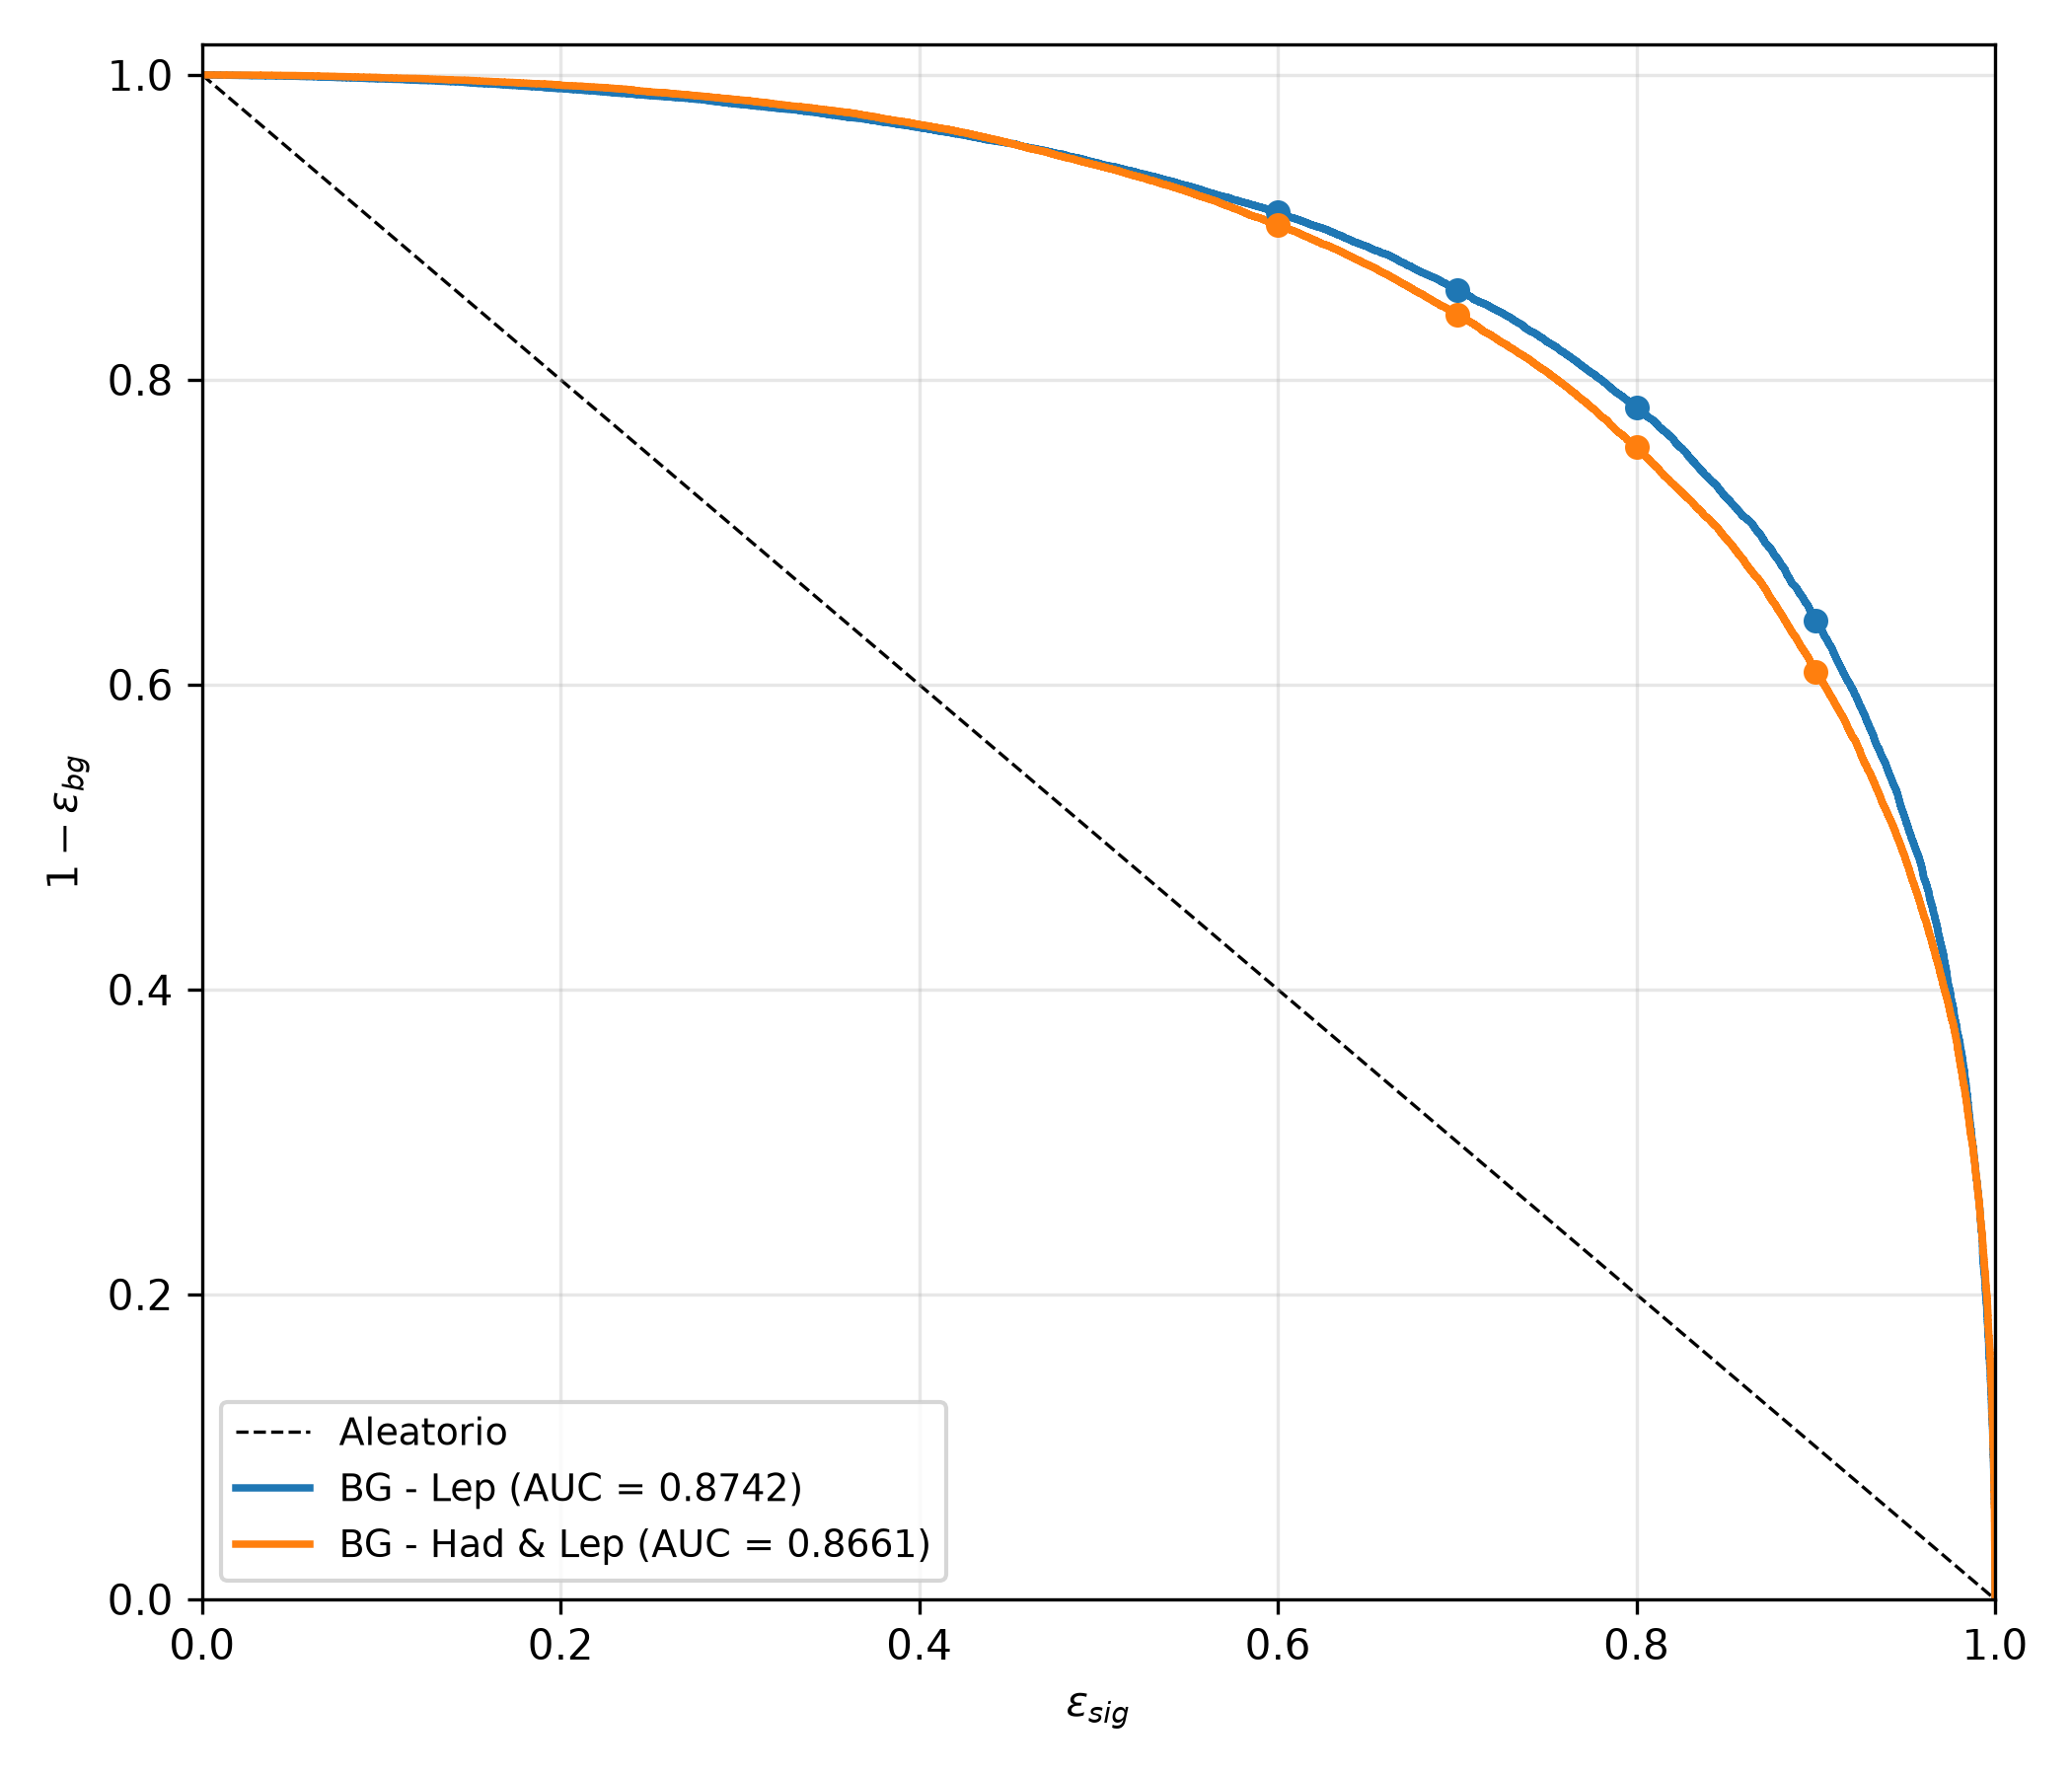 1.0
0.8
0.6
0.4
0.2
0.0
1 − ε_bg
Aleatorio
BG - Lep (AUC = 0.8742)
BG - Had & Lep (AUC = 0.8661)
0.0 0.2 0.4 0.6 0.8 1.0
ε_sig